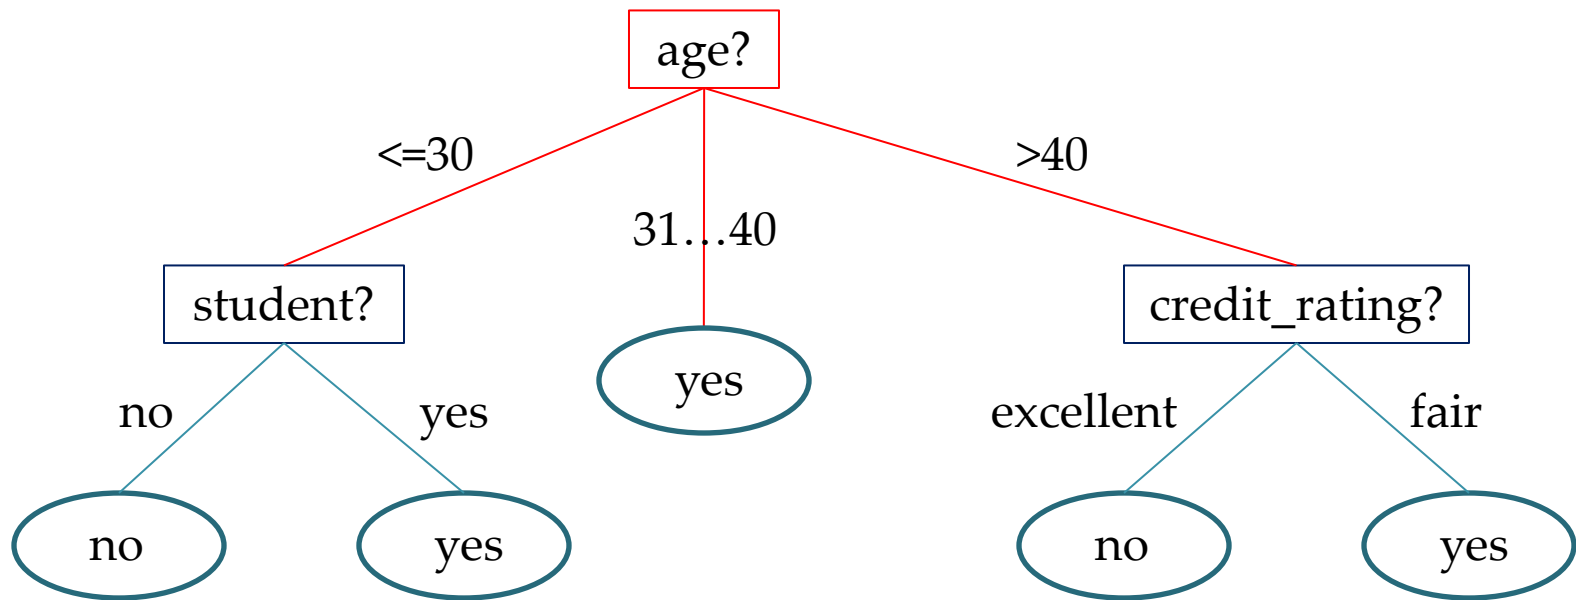 age?
<=30
>40
31…40
student?
credit_rating?
yes
no
yes
excellent
fair
no
yes
no
yes